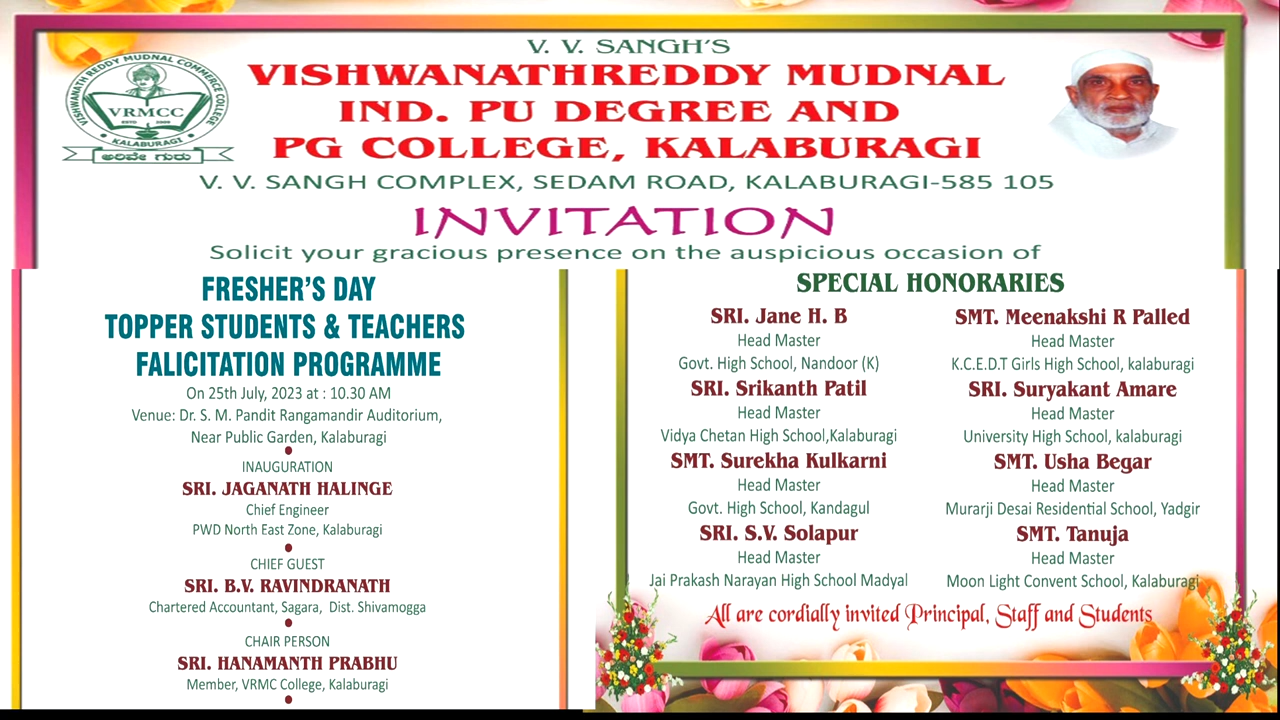 V. V. SANGH'S
VISHWANATHREDDY MUDNAL
IND. PU DEGREE AND
PG COLLEGE, KALABURAGI
VISHWANATH REDDY MUDNAL COMMERCE COLLEGE
VRMCC
KALABURAGI
ಅರಿವೇ ಗುರು
V. V. SANGH COMPLEX, SEDAM ROAD, KALABURAGI-585 105
INVITATION
Solicit your gracious presence on the auspicious occasion of
FRESHER'S DAY
TOPPER STUDENTS & TEACHERS
FALICITATION PROGRAMME
On 25th July, 2023 at : 10.30 AM
Venue: Dr. S. M. Pandit Rangamandir Auditorium,
Near Public Garden, Kalaburagi
INAUGURATION
SRI. JAGANATH HALINGE
Chief Engineer
PWD North East Zone, Kalaburagi
CHIEF GUEST
SRI. B.V. RAVINDRANATH
Chartered Accountant, Sagara, Dist. Shivamogga
CHAIR PERSON
SRI. HANAMANTH PRABHU
Member, VRMC College, Kalaburagi
SPECIAL HONORARIES
SRI. Jane H. B
Head Master
Govt. High School, Nandoor (K)
SRI. Srikanth Patil
Head Master
Vidya Chetan High School,Kalaburagi
SMT. Surekha Kulkarni
Head Master
Govt. High School, Kandagul
SRI. S.V. Solapur
Head Master
Jai Prakash Narayan High School Madyal
SMT. Meenakshi R Palled
Head Master
K.C.E.D.T Girls High School, kalaburagi
SRI. Suryakant Amare
Head Master
University High School, kalaburagi
SMT. Usha Begar
Head Master
Murarji Desai Residential School, Yadgir
SMT. Tanuja
Head Master
Moon Light Convent School, Kalaburagi
All are cordially invited Principal, Staff and Students